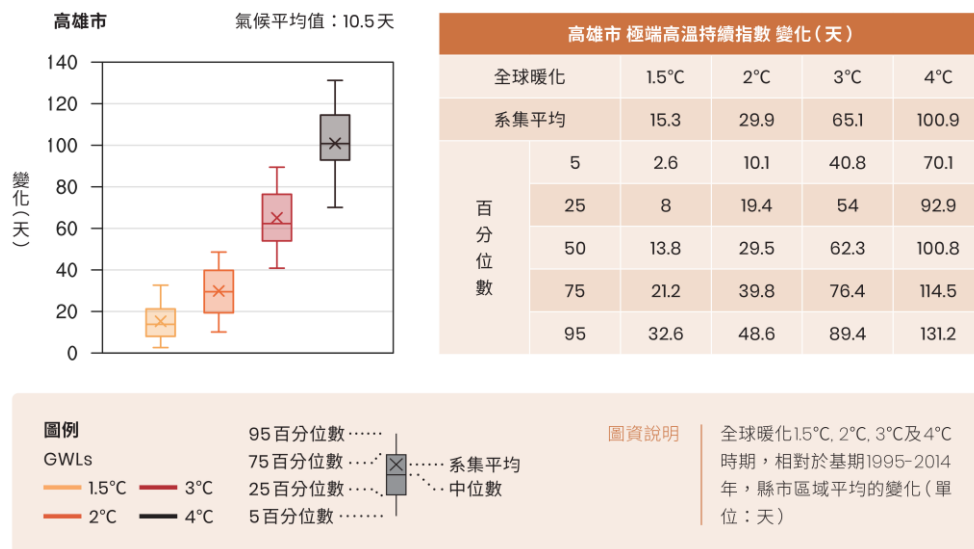 高雄市
氣候平均值：10.5天
變化（天）
140
120
100
80
60
40
20
0
高雄市 極端高溫持續指數 變化（天）
全球暖化 1.5°C 2°C 3°C 4°C
系集平均 15.3 29.9 65.1 100.9
百分位數
5 2.6 10.1 40.8 70.1
25 8 19.4 54 92.9
50 13.8 29.5 62.3 100.8
75 21.2 39.8 76.4 114.5
95 32.6 48.6 89.4 131.2
圖例
GWLs
1.5°C 3°C
2°C 4°C
95百分位數
75百分位數
25百分位數
5百分位數
系集平均
中位數
圖資說明
全球暖化1.5°C, 2°C, 3°C及4°C
時期，相對於基期1995-2014
年，縣市區域平均的變化（單
位：天）